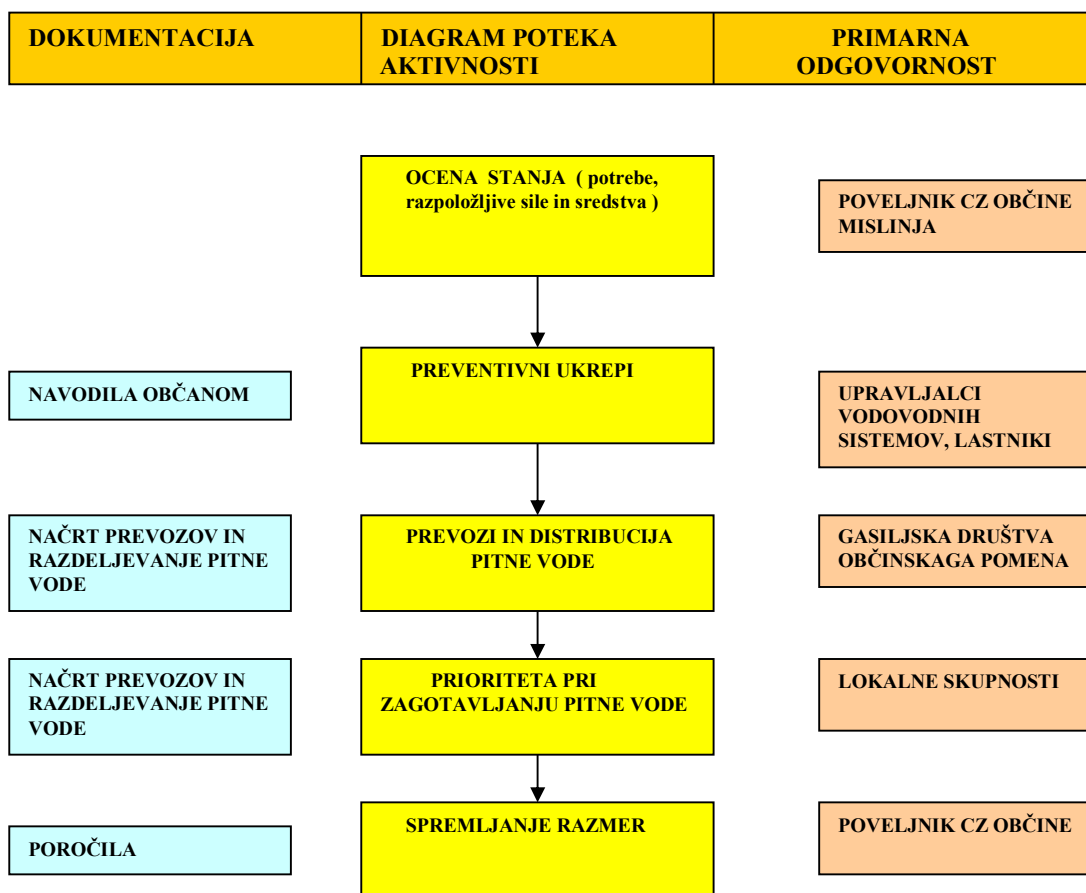 DOKUMENTACIJA
DIAGRAM POTEKA
AKTIVNOSTI
PRIMARNA
ODGOVORNOST
OCENA STANJA ( potrebe,
razpoložljive sile in sredstva )
POVELJNIK CZ OBČINE
MISLINJA
NAVODILA OBČANOM
PREVENTIVNI UKREPI
UPRAVLJALCI
VODOVODNIH
SISTEMOV, LASTNIKI
NAČRT PREVOZOV IN
RAZDELJEVANJE PITNE
VODE
PREVOZI IN DISTRIBUCIJA
PITNE VODE
GASILJSKA DRUŠTVA
OBČINSKAGA POMENA
NAČRT PREVOZOV IN
RAZDELJEVANJE PITNE
VODE
PRIORITETA PRI
ZAGOTAVLJANJU PITNE VODE
LOKALNE SKUPNOSTI
POROČILA
SPREMLJANJE RAZMER
POVELJNIK CZ OBČINE